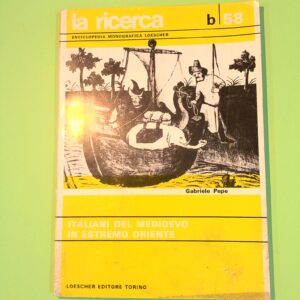 la ricerca
b/58
ENCICLOPEDIA MONOGRAFICA LOESCHER
Gabriele Pepe
ITALIANI DEL MEDIOEVO
IN ESTREMO ORIENTE
LOESCHER EDITORE TORINO